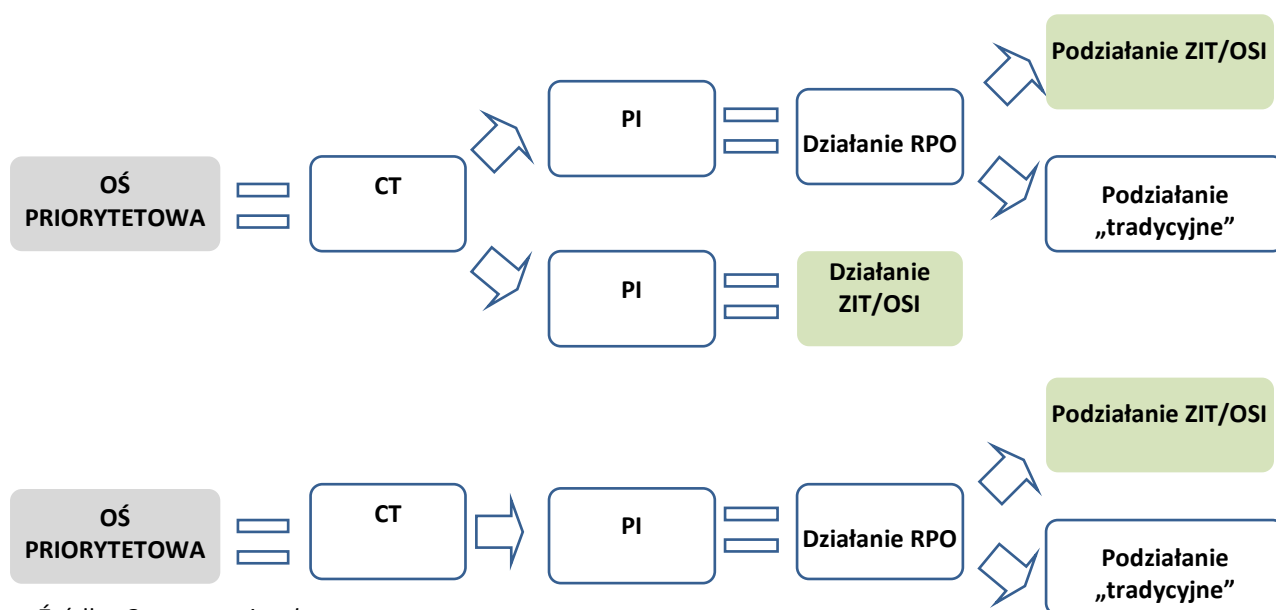 Podziałanie ZIT/OSI
PI
Działanie RPO
OŚ
PRIORYTETOWA
CT
Podziałanie
„tradycyjne”
PI
Działanie
ZIT/OSI
Podziałanie ZIT/OSI
OŚ
PRIORYTETOWA
CT
PI
Działanie RPO
Podziałanie
„tradycyjne”